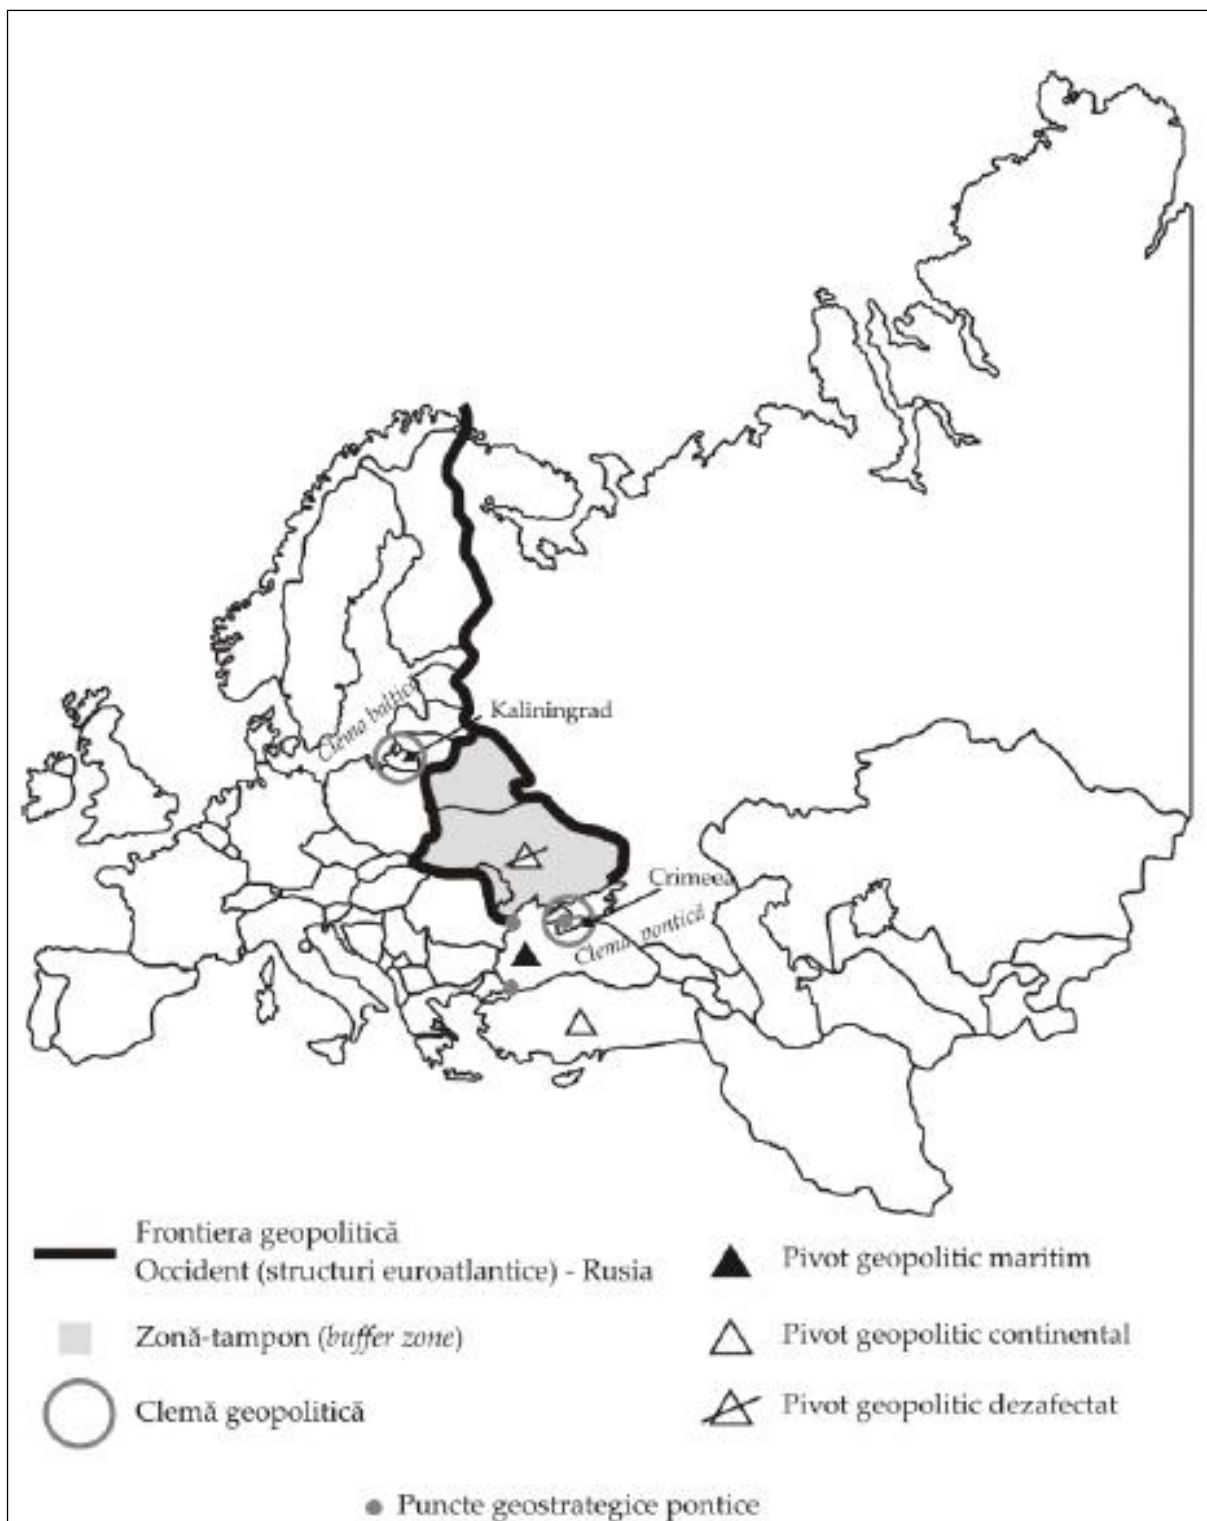 Clema baltică
Kaliningrad
Crimeea
Clema pontică
Frontiera geopolitică
Occident (structuri euroatlantice) - Rusia
Zonă-tampon (buffer zone)
Clemă geopolitică
Pivot geopolitic maritim
Pivot geopolitic continental
Pivot geopolitic dezafectat
Puncte geostrategice pontice